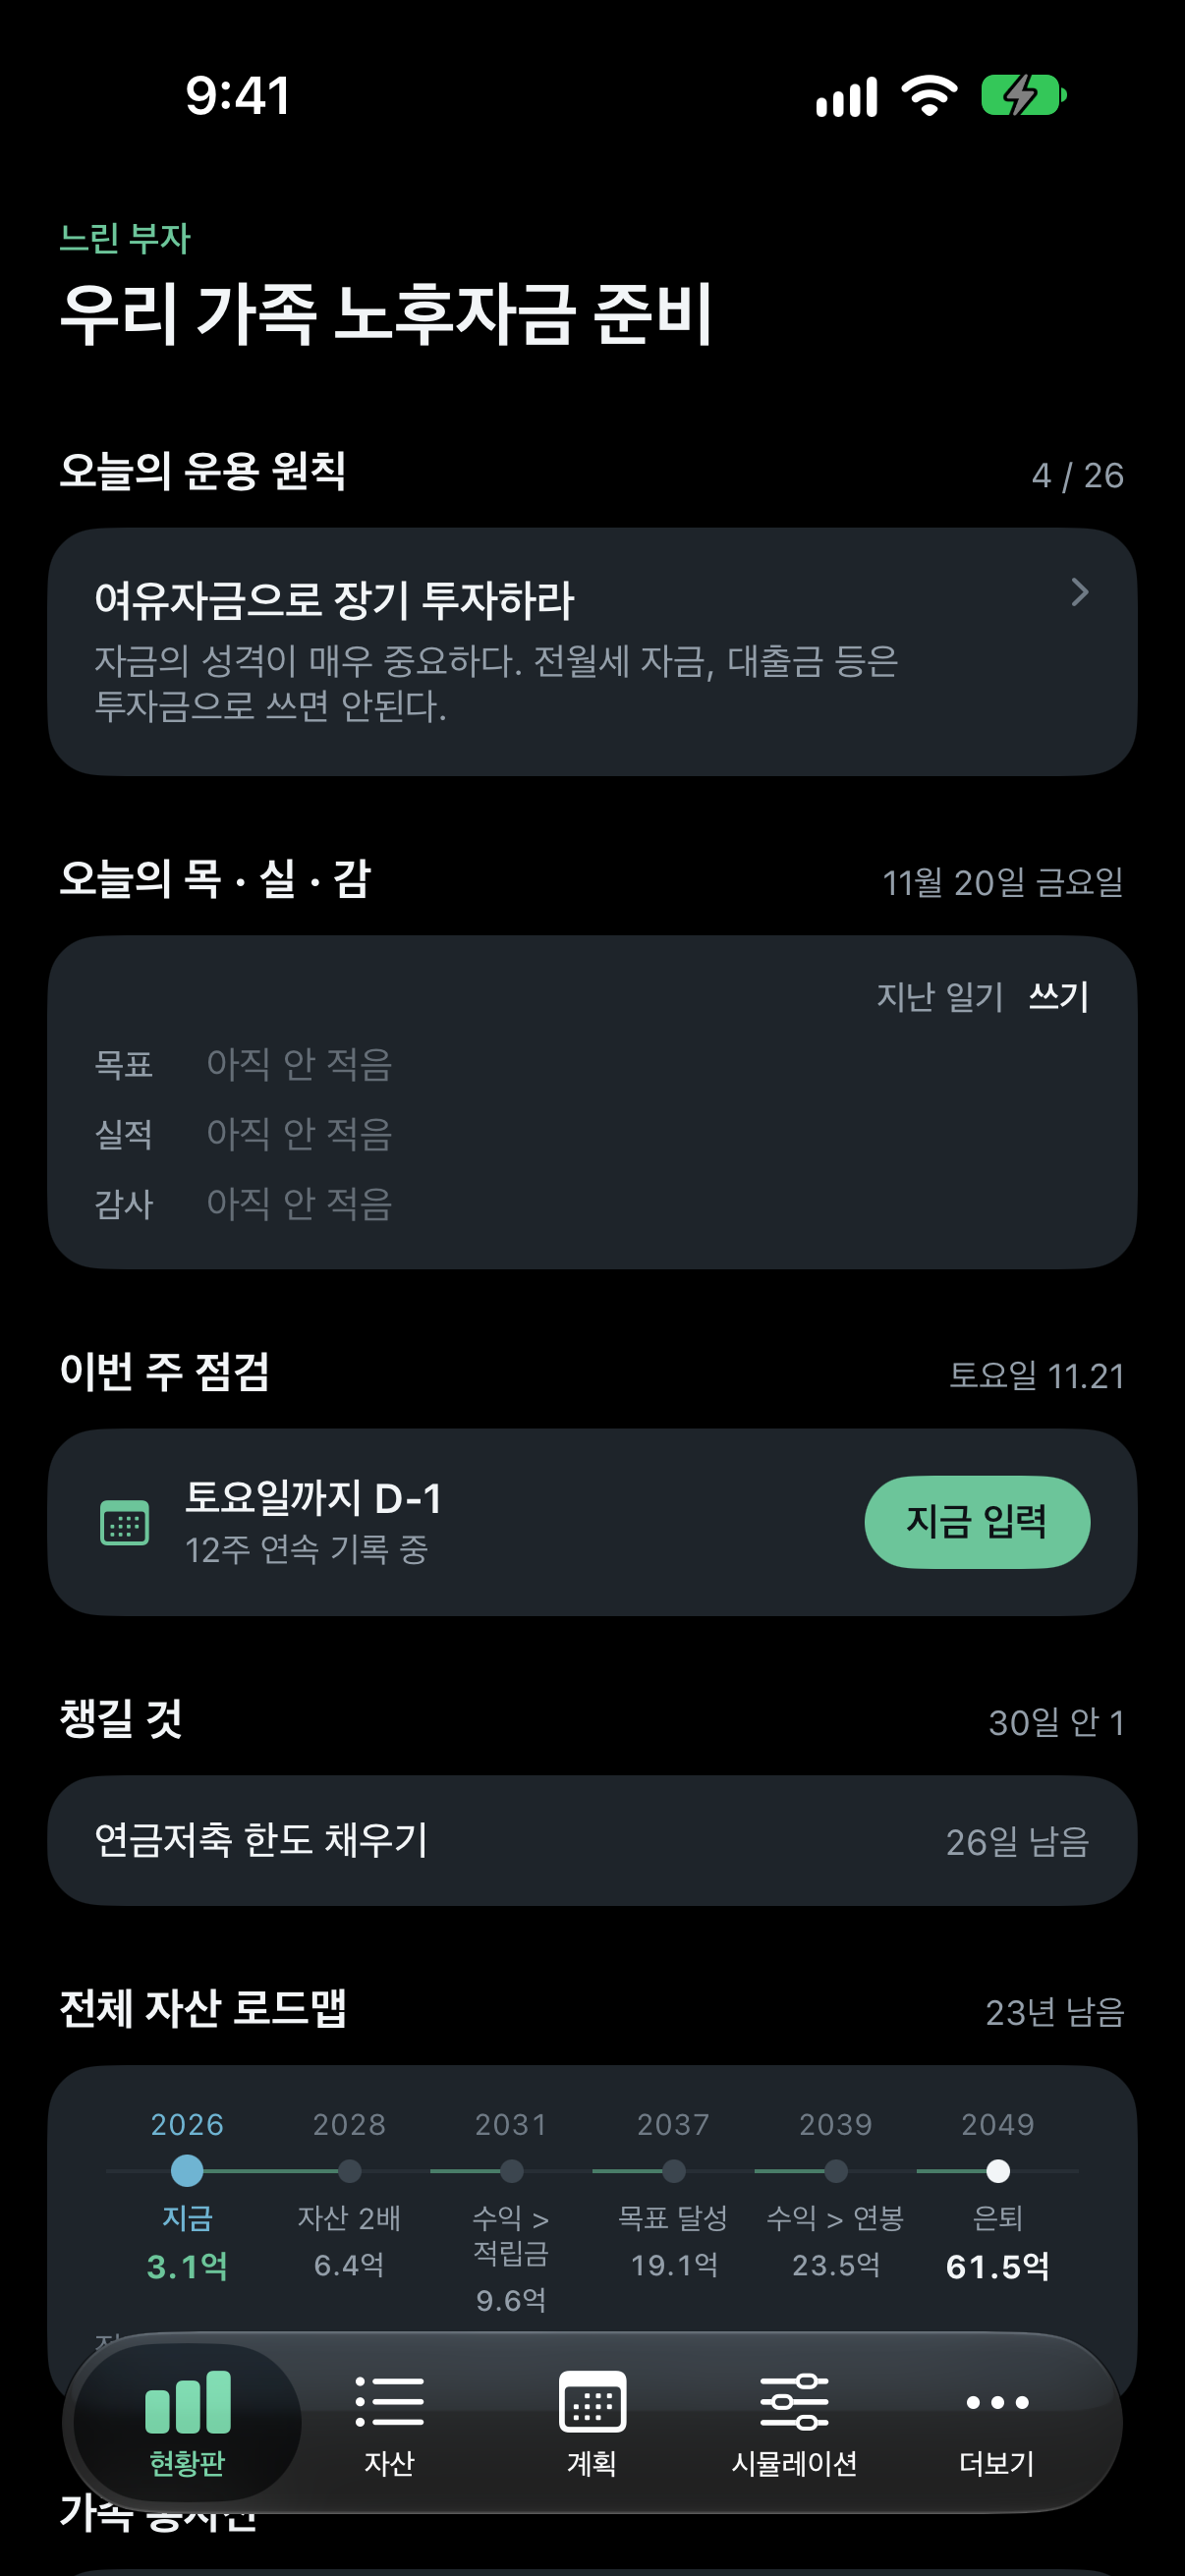 9:41
느린 부자
우리 가족 노후자금 준비
오늘의 운용 원칙
4 / 26
여유자금으로 장기 투자하라
자금의 성격이 매우 중요하다. 전월세 자금, 대출금 등은
투자금으로 쓰면 안된다.
오늘의 목 · 실 · 감
11월 20일 금요일
지난 일기 쓰기
목표 아직 안 적음
실적 아직 안 적음
감사 아직 안 적음
이번 주 점검
토요일 11.21
토요일까지 D-1
12주 연속 기록 중
지금 입력
챙길 것
30일 안 1
연금저축 한도 채우기
26일 남음
전체 자산 로드맵
23년 남음
2026 2028 2031 2037 2039 2049
지금 자산 2배 수익 > 목표 달성 수익 > 연봉 은퇴
적립금
3.1억 6.4억 9.6억 19.1억 23.5억 61.5억
현황판 자산 계획 시뮬레이션 더보기
가족